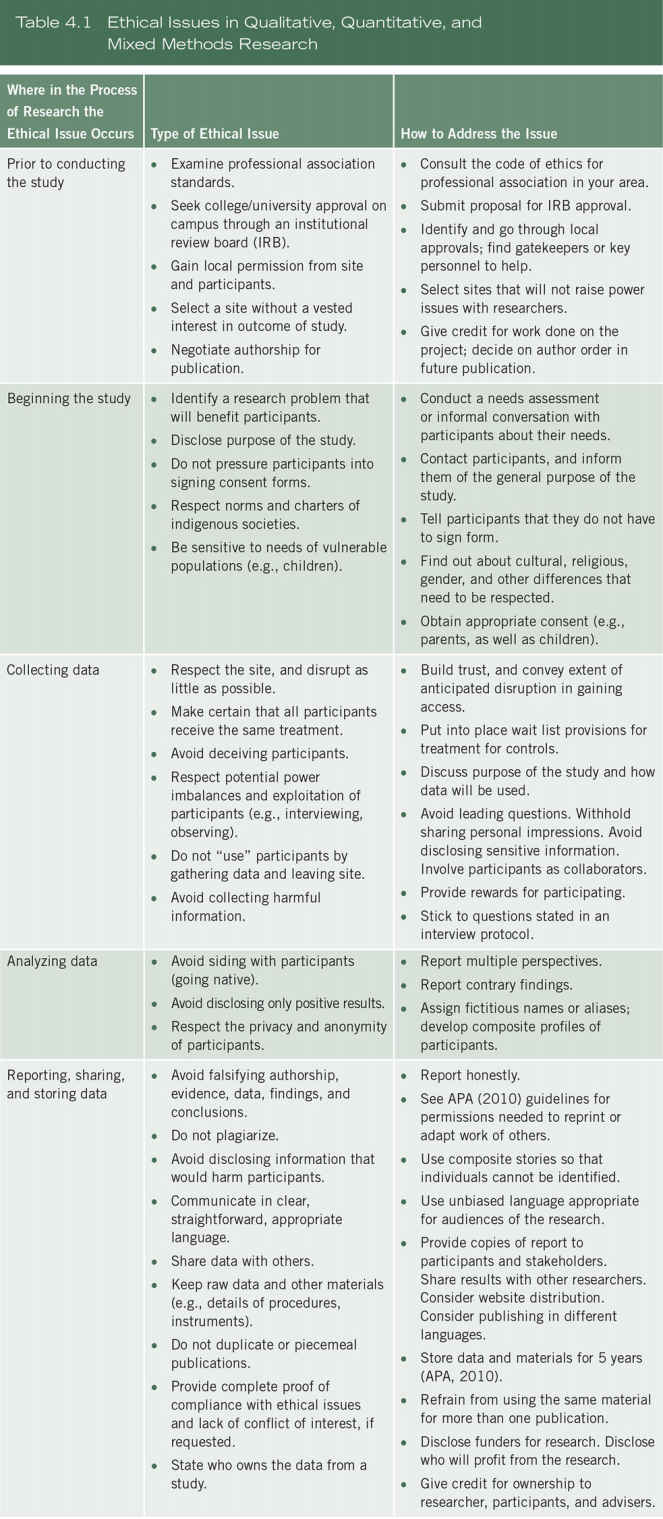 Table 4.1 Ethical Issues in Qualitative, Quantitative, and
Mixed Methods Research
Where in the Process
of Research the
Ethical Issue Occurs
Type of Ethical Issue
How to Address the Issue
Prior to conducting
the study
• Examine professional association
standards.
• Seek college/university approval on
campus through an institutional
review board (IRB).
• Gain local permission from site
and participants.
• Select a site without a vested
interest in outcome of study.
• Negotiate authorship for
publication.
• Consult the code of ethics for
professional association in your area.
• Submit proposal for IRB approval.
• Identify and go through local
approvals; find gatekeepers or key
personnel to help.
• Select sites that will not raise power
issues with researchers.
• Give credit for work done on the
project; decide on author order in
future publication.
Beginning the study
• Identify a research problem that
will benefit participants.
• Disclose purpose of the study.
• Do not pressure participants into
signing consent forms.
• Respect norms and charters of
indigenous societies.
• Be sensitive to needs of vulnerable
populations (e.g., children).
• Conduct a needs assessment
or informal conversation with
participants about their needs.
• Contact participants, and inform
them of the general purpose of the
study.
• Tell participants that they do not have
to sign form.
• Find out about cultural, religious,
gender, and other differences that
need to be respected.
• Obtain appropriate consent (e.g.,
parents, as well as children).
Collecting data
• Respect the site, and disrupt as
little as possible.
• Make certain that all participants
receive the same treatment.
• Avoid deceiving participants.
• Respect potential power
imbalances and exploitation of
participants (e.g., interviewing,
observing).
• Do not “use” participants by
gathering data and leaving site.
• Avoid collecting harmful
information.
• Build trust, and convey extent of
anticipated disruption in gaining
access.
• Put into place wait list provisions for
treatment for controls.
• Discuss purpose of the study and how
data will be used.
• Avoid leading questions. Withhold
sharing personal impressions. Avoid
disclosing sensitive information.
Involve participants as collaborators.
• Provide rewards for participating.
• Stick to questions stated in an
interview protocol.
Analyzing data
• Avoid siding with participants
(going native).
• Avoid disclosing only positive results.
• Respect the privacy and anonymity
of participants.
• Report multiple perspectives.
• Report contrary findings.
• Assign fictitious names or aliases;
develop composite profiles of
participants.
Reporting, sharing,
and storing data
• Avoid falsifying authorship,
evidence, data, findings, and
conclusions.
• Do not plagiarize.
• Avoid disclosing information that
would harm participants.
• Communicate in clear,
straightforward, appropriate
language.
• Share data with others.
• Keep raw data and other materials
(e.g., details of procedures,
instruments).
• Do not duplicate or piecemeal
publications.
• Provide complete proof of
compliance with ethical issues
and lack of conflict of interest, if
requested.
• State who owns the data from a
study.
• Report honestly.
• See APA (2010) guidelines for
permissions needed to reprint or
adapt work of others.
• Use composite stories so that
individuals cannot be identified.
• Use unbiased language appropriate
for audiences of the research.
• Provide copies of report to
participants and stakeholders.
Share results with other researchers.
Consider website distribution.
Consider publishing in different
languages.
• Store data and materials for 5 years
(APA, 2010).
• Refrain from using the same material
for more than one publication.
• Disclose funders for research. Disclose
who will profit from the research.
• Give credit for ownership to
researcher, participants, and advisers.